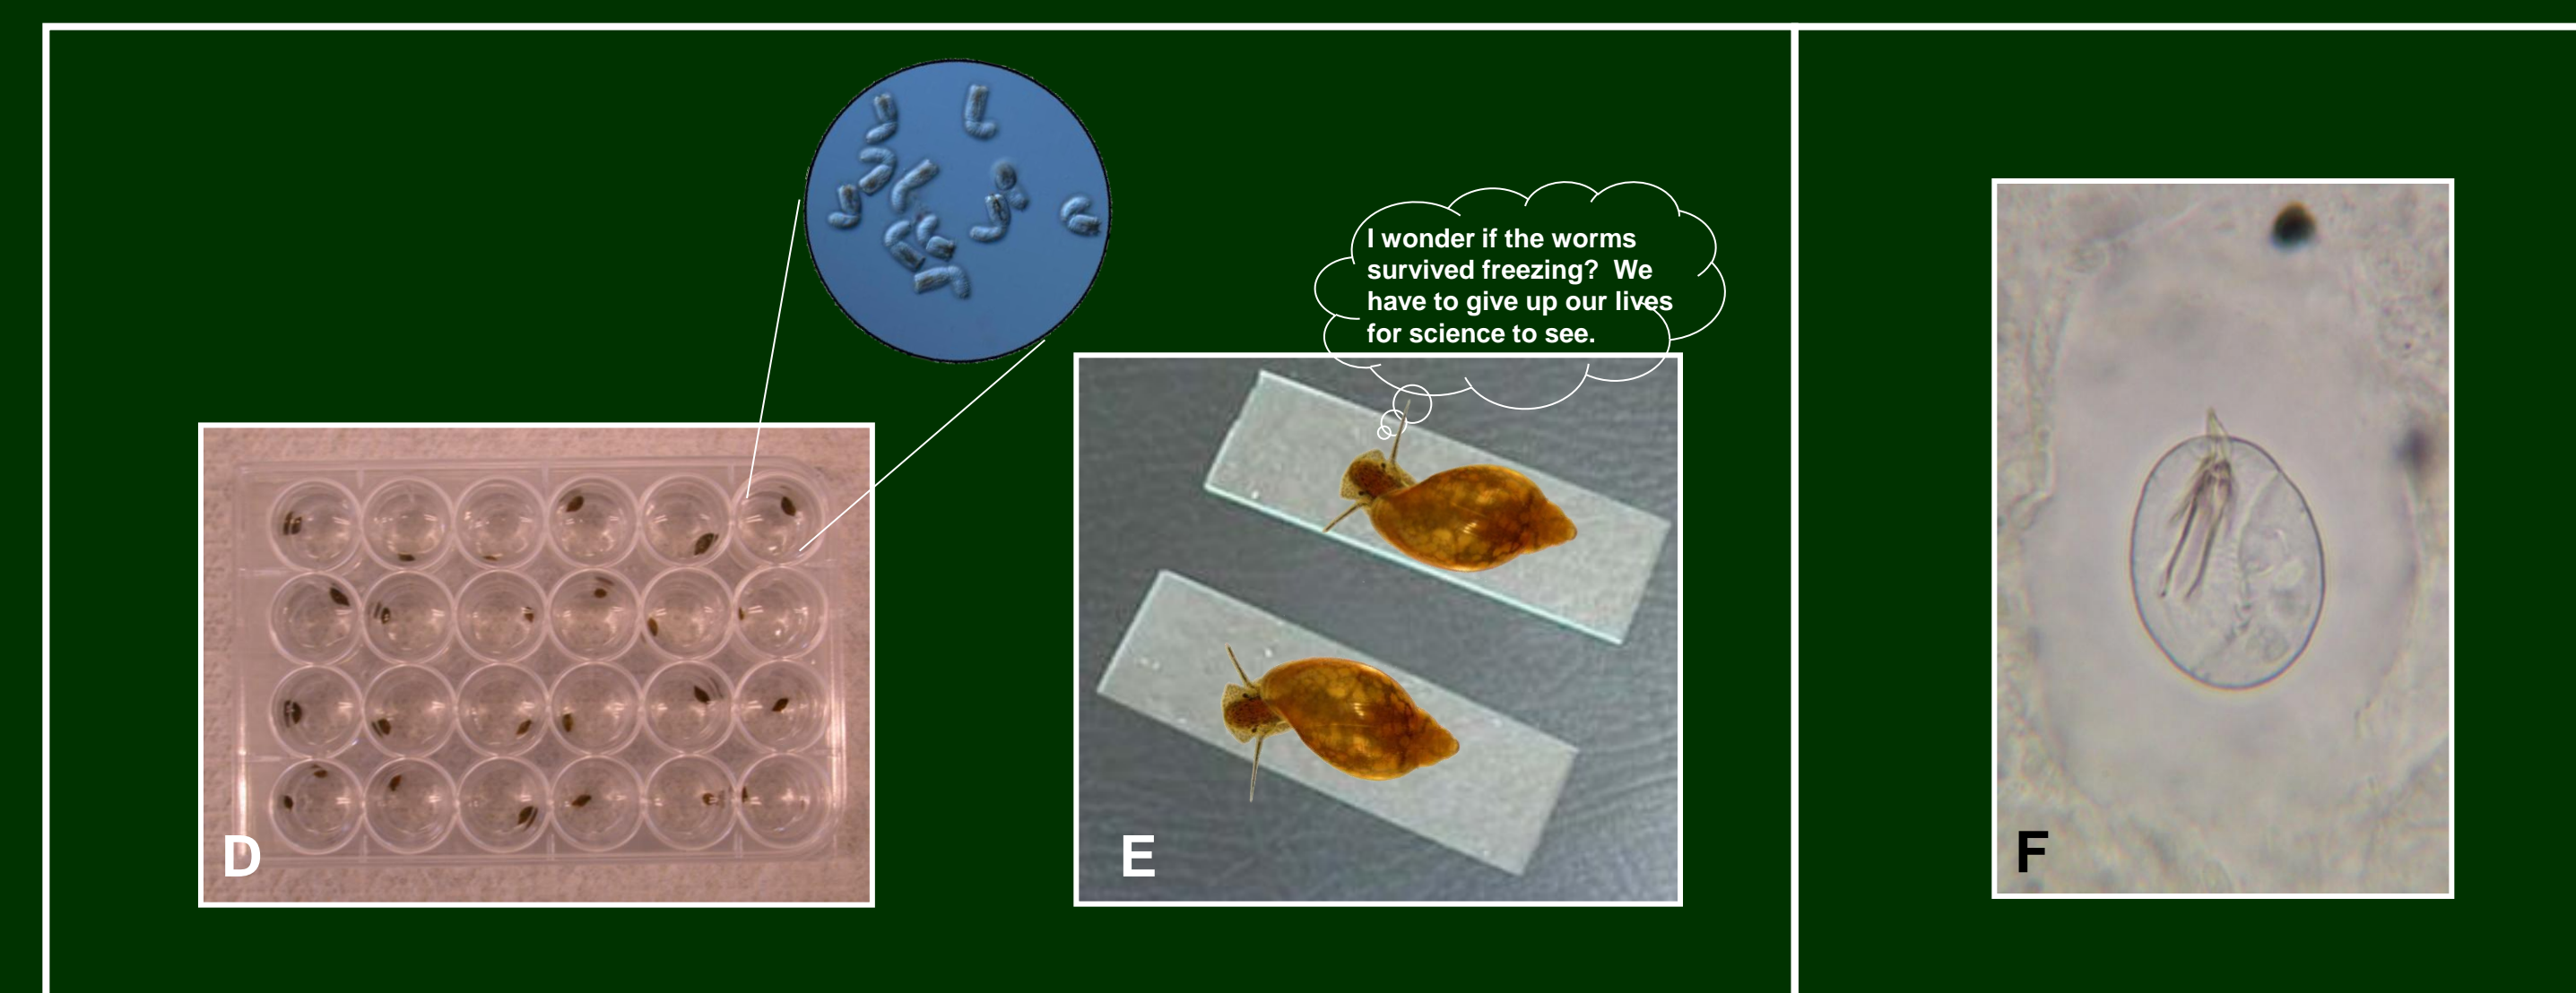 I wonder if the worms
survived freezing?  We
have to give up our lives
for science to see.
D
E
F